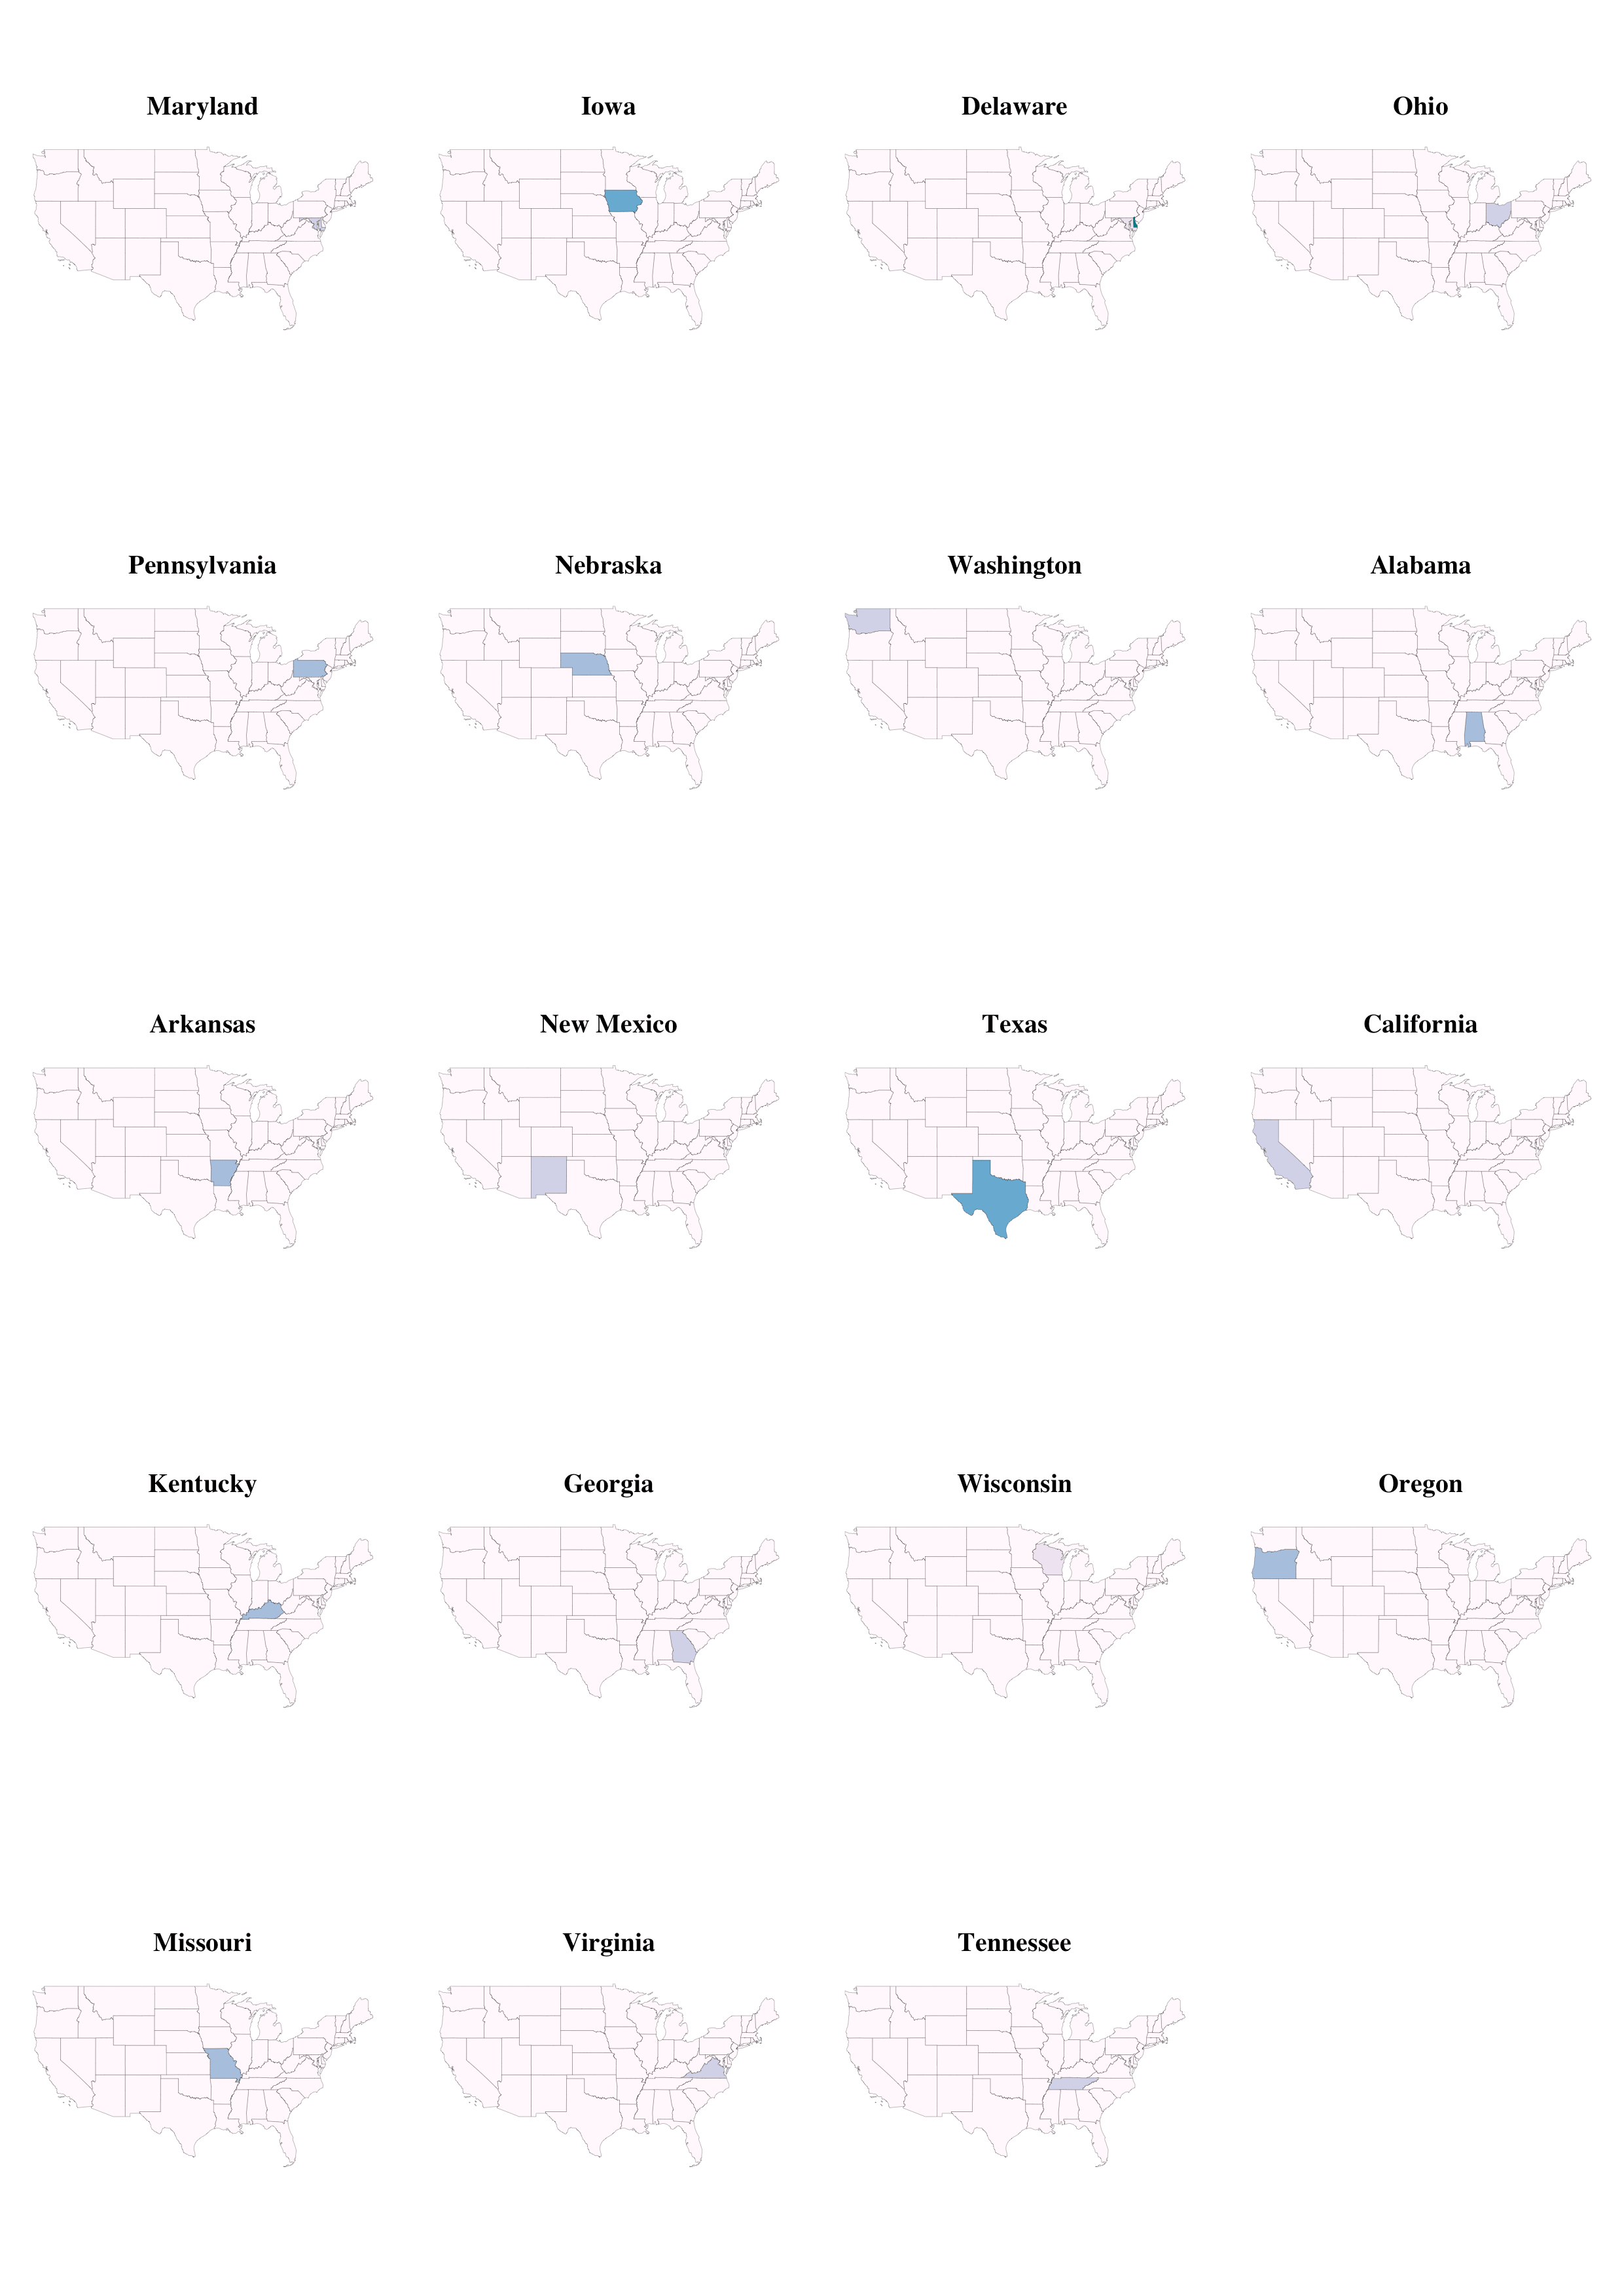 Maryland
Iowa
Delaware
Ohio
Pennsylvania
Nebraska
Washington
Alabama
Arkansas
New Mexico
Texas
California
Kentucky
Georgia
Wisconsin
Oregon
Missouri
Virginia
Tennessee